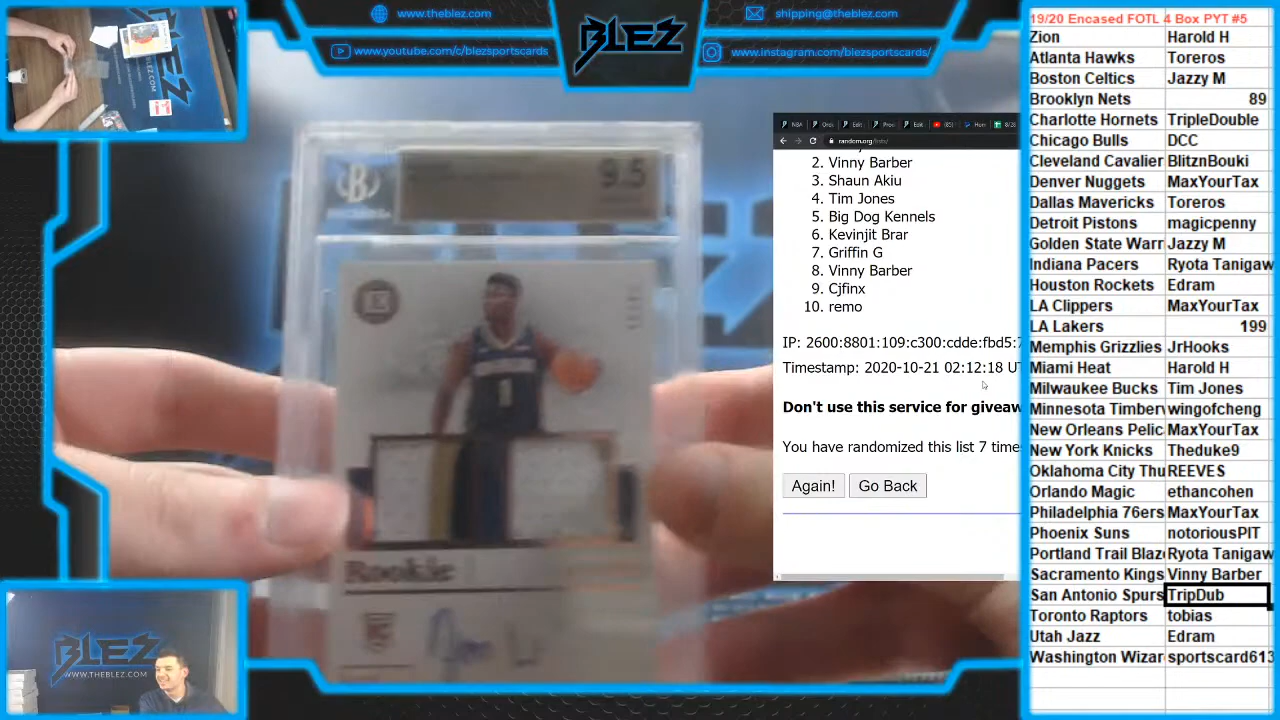 www.theblez.com
shipping@theblez.com
BLEZ
www.youtube.com/c/blezsportscards
www.instagram.com/blezsportscards/
19/20 Encased FOTL 4 Box PYT #5
Zion Harold H
Atlanta Hawks Toreros
Boston Celtics Jazzy M
Brooklyn Nets 89
Charlotte Hornets TripleDouble
Chicago Bulls DCC
Cleveland Cavalier BlitznBouki
Denver Nuggets MaxYourTax
Dallas Mavericks Toreros
Detroit Pistons magicpenny
Golden State Warr Jazzy M
Indiana Pacers Ryota Tanigaw
Houston Rockets Edram
LA Clippers MaxYourTax
LA Lakers 199
Memphis Grizzlies JrHooks
Miami Heat Harold H
Milwaukee Bucks Tim Jones
Minnesota Timberv wingofcheng
New Orleans Pelic MaxYourTax
New York Knicks Theduke9
Oklahoma City Thu REEVES
Orlando Magic ethancohen
Philadelphia 76ers MaxYourTax
Phoenix Suns notoriousPIT
Portland Trail Blaz Ryota Tanigaw
Sacramento Kings Vinny Barber
San Antonio Spurs TripDub
Toronto Raptors tobias
Utah Jazz Edram
Washington Wizar sportscard613
random.org/lists/
2. Vinny Barber
3. Shaun Akiu
4. Tim Jones
5. Big Dog Kennels
6. Kevinjit Brar
7. Griffin G
8. Vinny Barber
9. Cjfinx
10. remo
IP: 2600:8801:109:c300:cdde:fbd5:7
Timestamp: 2020-10-21 02:12:18 UT
Don't use this service for giveaw
You have randomized this list 7 time
Again! Go Back
9.5
1
Rookie
BLEZ
WWW.THEBLEZ.COM